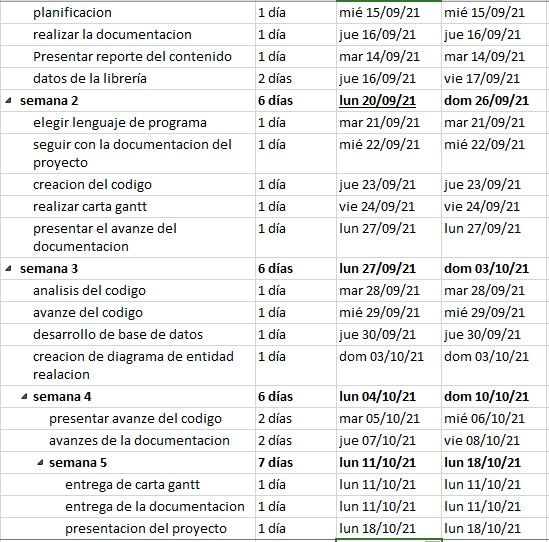 planificacion 1 día mié 15/09/21 mié 15/09/21
realizar la documentacion 1 día jue 16/09/21 jue 16/09/21
Presentar reporte del contenido 1 día mar 14/09/21 mar 14/09/21
datos de la librería 2 días jue 16/09/21 vie 17/09/21
semana 2 6 días lun 20/09/21 dom 26/09/21
elegir lenguaje de programa 1 día mar 21/09/21 mar 21/09/21
seguir con la documentacion del 1 día mié 22/09/21 mié 22/09/21
proyecto
creacion del codigo 1 día jue 23/09/21 jue 23/09/21
realizar carta gantt 1 día vie 24/09/21 vie 24/09/21
presentar el avanze del 1 día lun 27/09/21 lun 27/09/21
documentacion
semana 3 6 días lun 27/09/21 dom 03/10/21
analisis del codigo 1 día mar 28/09/21 mar 28/09/21
avanze del codigo 1 día mié 29/09/21 mié 29/09/21
desarrollo de base de datos 1 día jue 30/09/21 jue 30/09/21
creacion de diagrama de entidad 1 día dom 03/10/21 dom 03/10/21
realacion
semana 4 6 días lun 04/10/21 dom 10/10/21
presentar avanze del codigo 2 días mar 05/10/21 mié 06/10/21
avanzes de la documentacion 2 días jue 07/10/21 vie 08/10/21
semana 5 7 días lun 11/10/21 lun 18/10/21
entrega de carta gantt 1 día lun 11/10/21 lun 11/10/21
entrega de la documentacion 1 día lun 11/10/21 lun 11/10/21
presentacion del proyecto 1 día lun 18/10/21 lun 18/10/21